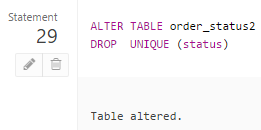 Statement
29
ALTER TABLE order_status2
DROP  UNIQUE (status)
Table altered.